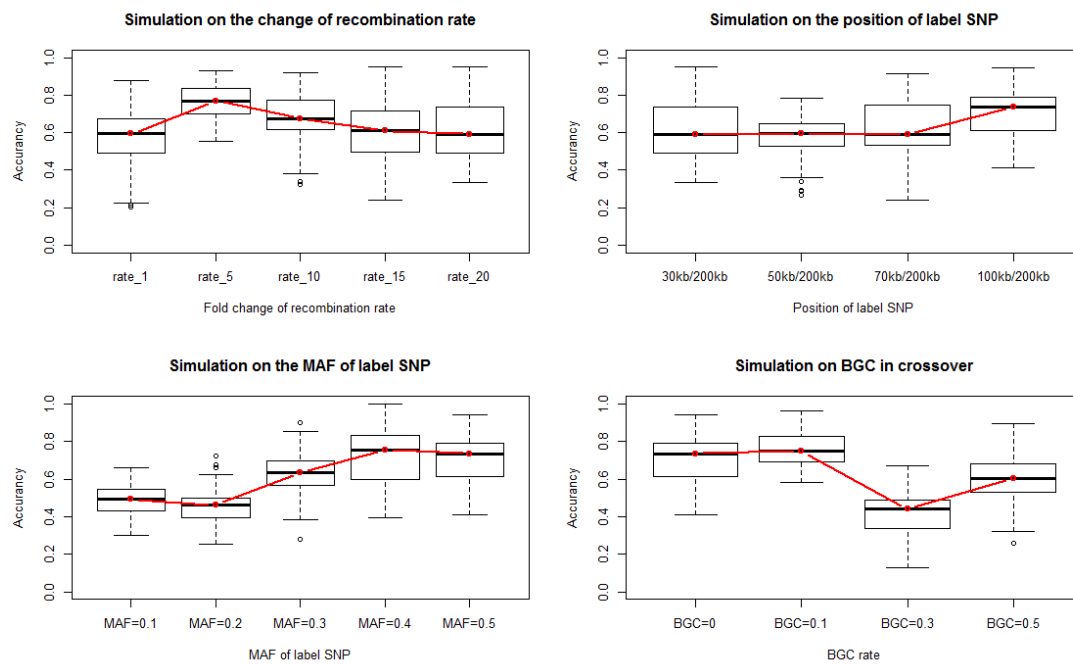 Simulation on the change of recombination rate
Accurancy
0.0 0.2 0.4 0.6 0.8 1.0
rate_1 rate_5 rate_10 rate_15 rate_20
Fold change of recombination rate
Simulation on the position of label SNP
Accurancy
0.0 0.2 0.4 0.6 0.8 1.0
30kb/200kb 50kb/200kb 70kb/200kb 100kb/200kb
Position of label SNP
Simulation on the MAF of label SNP
Accurancy
0.0 0.2 0.4 0.6 0.8 1.0
MAF=0.1 MAF=0.2 MAF=0.3 MAF=0.4 MAF=0.5
MAF of label SNP
Simulation on BGC in crossover
Accurancy
0.0 0.2 0.4 0.6 0.8 1.0
BGC=0 BGC=0.1 BGC=0.3 BGC=0.5
BGC rate